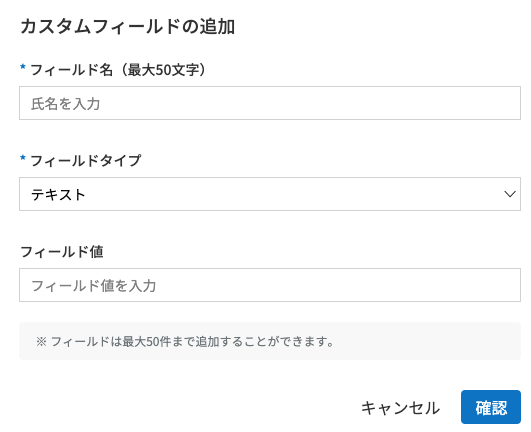 カスタムフィールドの追加
* フィールド名（最大50文字）
氏名を入力
* フィールドタイプ
テキスト
フィールド値
フィールド値を入力
※ フィールドは最大50件まで追加することができます。
キャンセル 確認